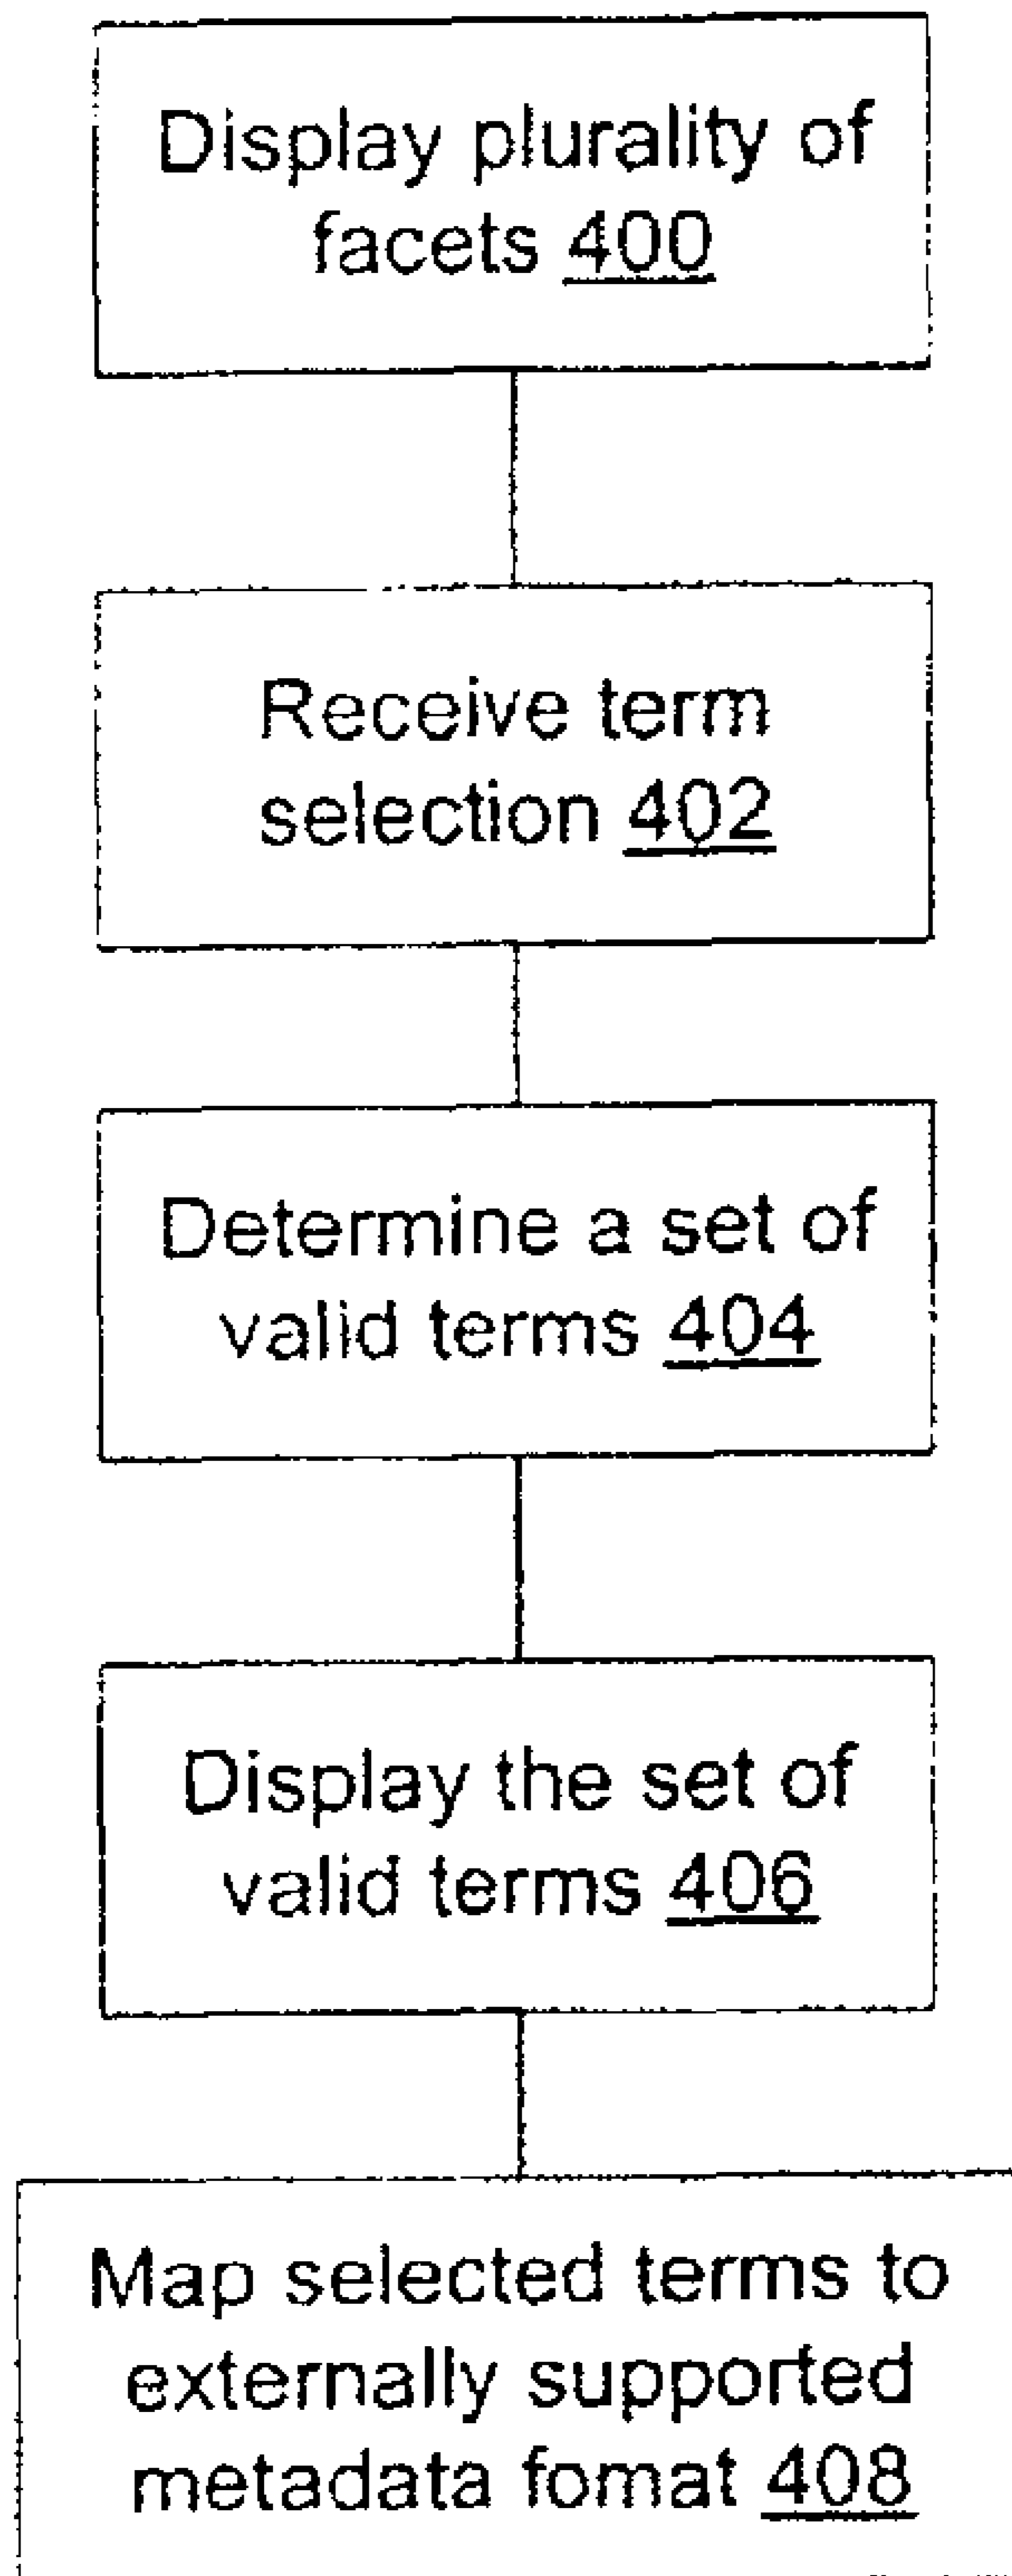 Display plurality of
facets 400
Receive term
selection 402
Determine a set of
valid terms 404
Display the set of
valid terms 406
Map selected terms to
externally supported
metadata fomat 408